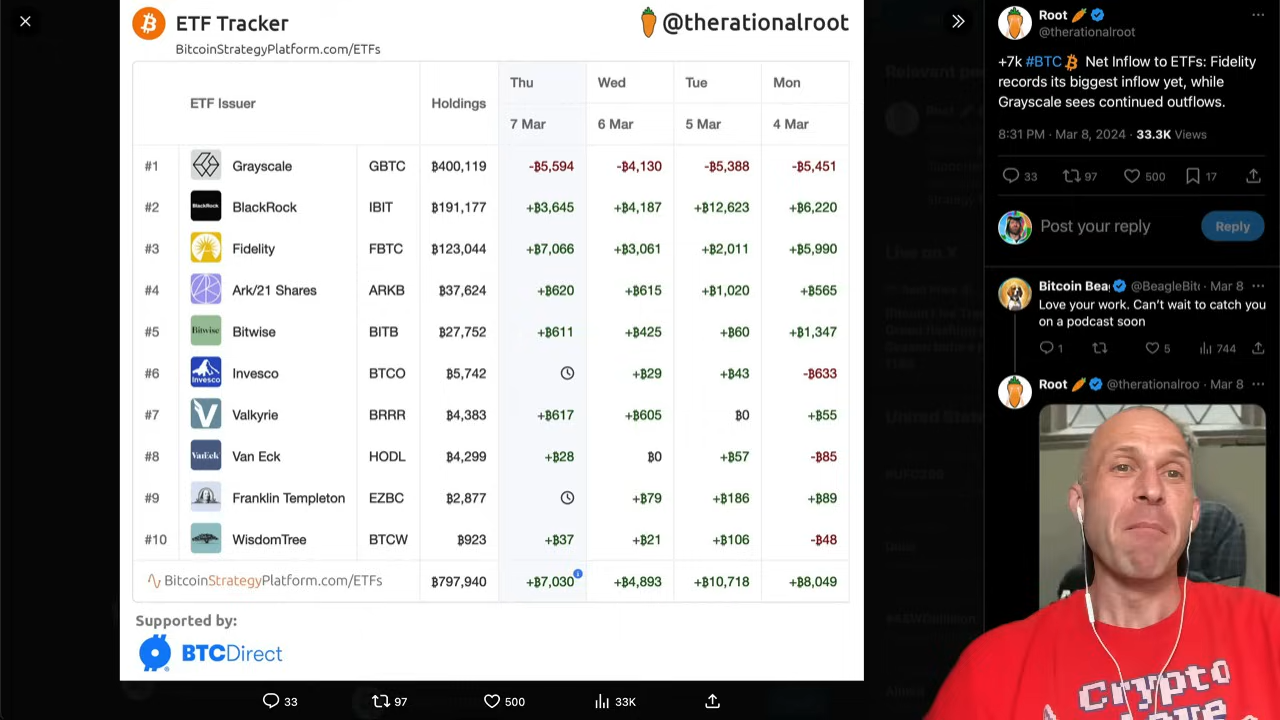 ETF Tracker
BitcoinStrategyPlatform.com/ETFs
@therationalroot
ETF Issuer Holdings Thu Wed Tue Mon
7 Mar 6 Mar 5 Mar 4 Mar
#1 Grayscale GBTC ฿400,119 -฿5,594 -฿4,130 -฿5,388 -฿5,451
#2 BlackRock IBIT ฿191,177 +฿3,645 +฿4,187 +฿12,623 +฿6,220
#3 Fidelity FBTC ฿123,044 +฿7,066 +฿3,061 +฿2,011 +฿5,990
#4 Ark/21 Shares ARKB ฿37,624 +฿620 +฿615 +฿1,020 +฿565
#5 Bitwise BITB ฿27,752 +฿611 +฿425 +฿60 +฿1,347
#6 Invesco BTCO ฿5,742 +฿29 +฿43 -฿633
#7 Valkyrie BRRR ฿4,383 +฿617 +฿605 ฿0 +฿55
#8 Van Eck HODL ฿4,299 +฿28 ฿0 +฿57 -฿85
#9 Franklin Templeton EZBC ฿2,877 +฿79 +฿186 +฿89
#10 WisdomTree BTCW ฿923 +฿37 +฿21 +฿106 -฿48
BitcoinStrategyPlatform.com/ETFs ฿797,940 +฿7,030 +฿4,893 +฿10,718 +฿8,049
Supported by:
BTCDirect
33 97 500 33K
Root
@therationalroot
+7k #BTC Net Inflow to ETFs: Fidelity
records its biggest inflow yet, while
Grayscale sees continued outflows.
8:31 PM · Mar 8, 2024 · 33.3K Views
33 97 500 17
Post your reply
Reply
Bitcoin Bea @BeagleBit · Mar 8
Love your work. Can't wait to catch you
on a podcast soon
1 5 744
Root @therationalroo · Mar 8
Crypto